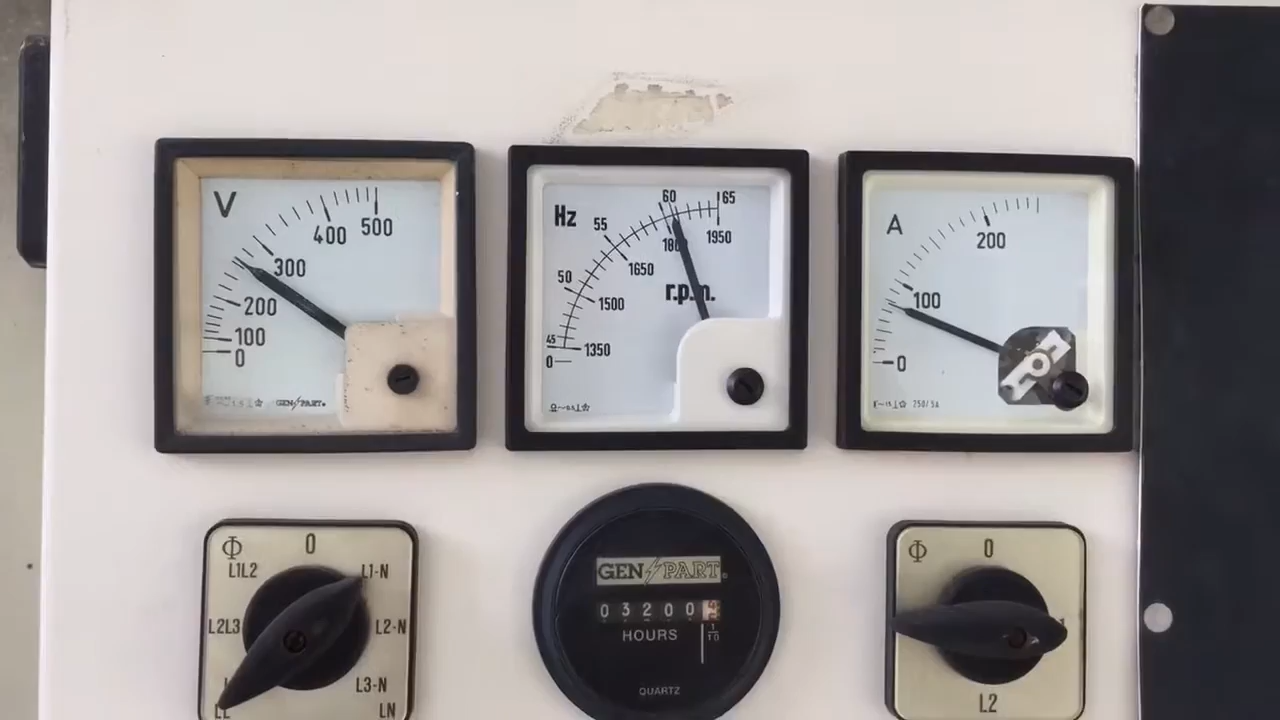 V
500
400
300
200
100
0
GEN PART.
Hz
60
65
55
1950
1650
50
r.p.m.
1500
45
1350
0
A
200
100
0
250/5A
Φ
0
L1L2
L1-N
L2L3
L2-N
L3-N
LN
GEN PART
0 3 2 0 0
HOURS
1/10
QUARTZ
Φ
0
L2